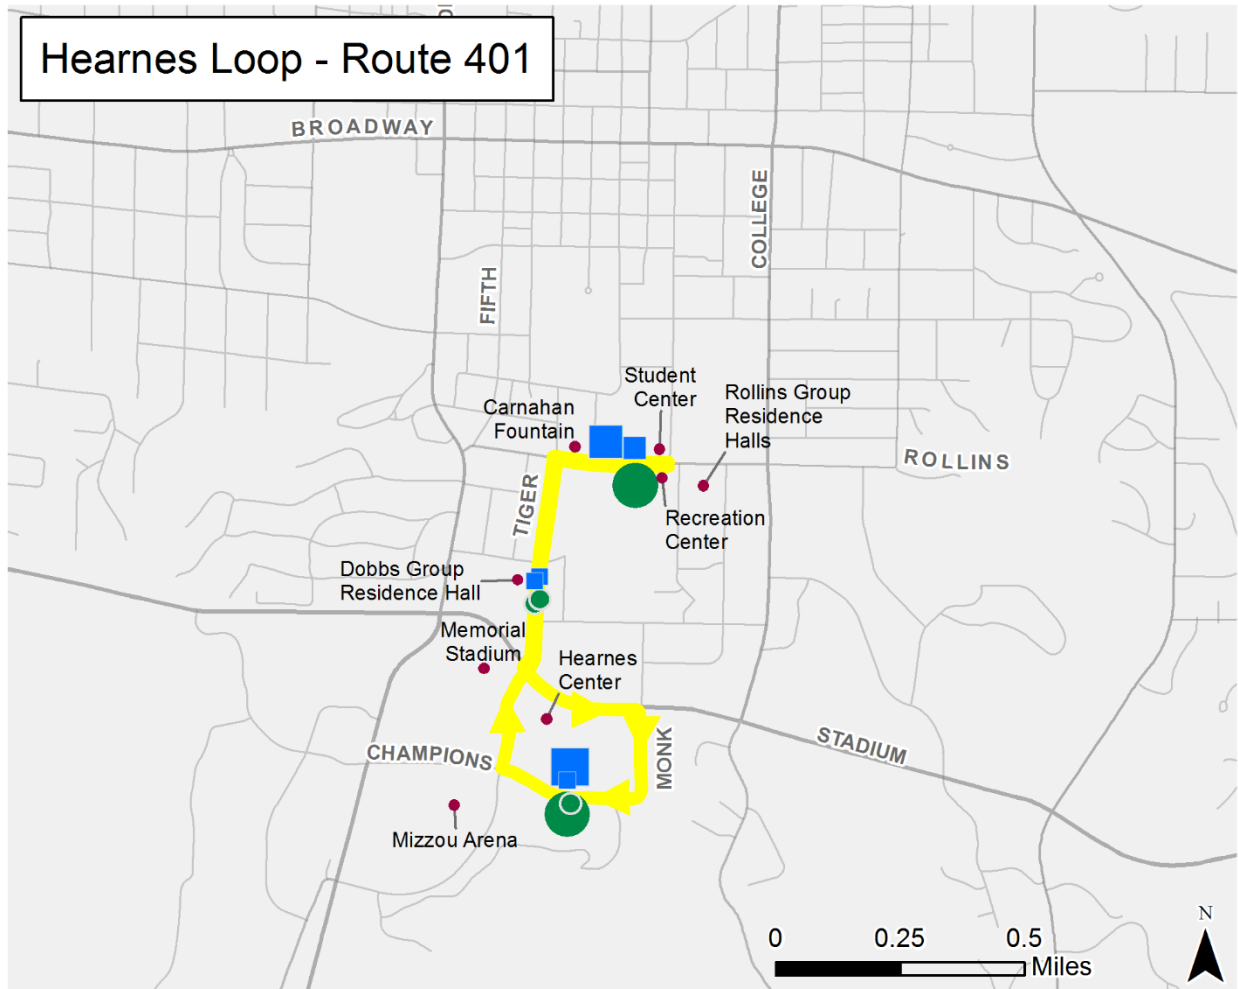 Hearnes Loop - Route 401
BROADWAY
COLLEGE
FIFTH
Student
Center
Rollins Group
Residence
Halls
Carnahan
Fountain
ROLLINS
TIGER
Recreation
Center
Dobbs Group
Residence Hall
Memorial
Stadium
Hearnes
Center
CHAMPIONS
MONK
STADIUM
Mizzou Arena
N
0 0.25 0.5
Miles